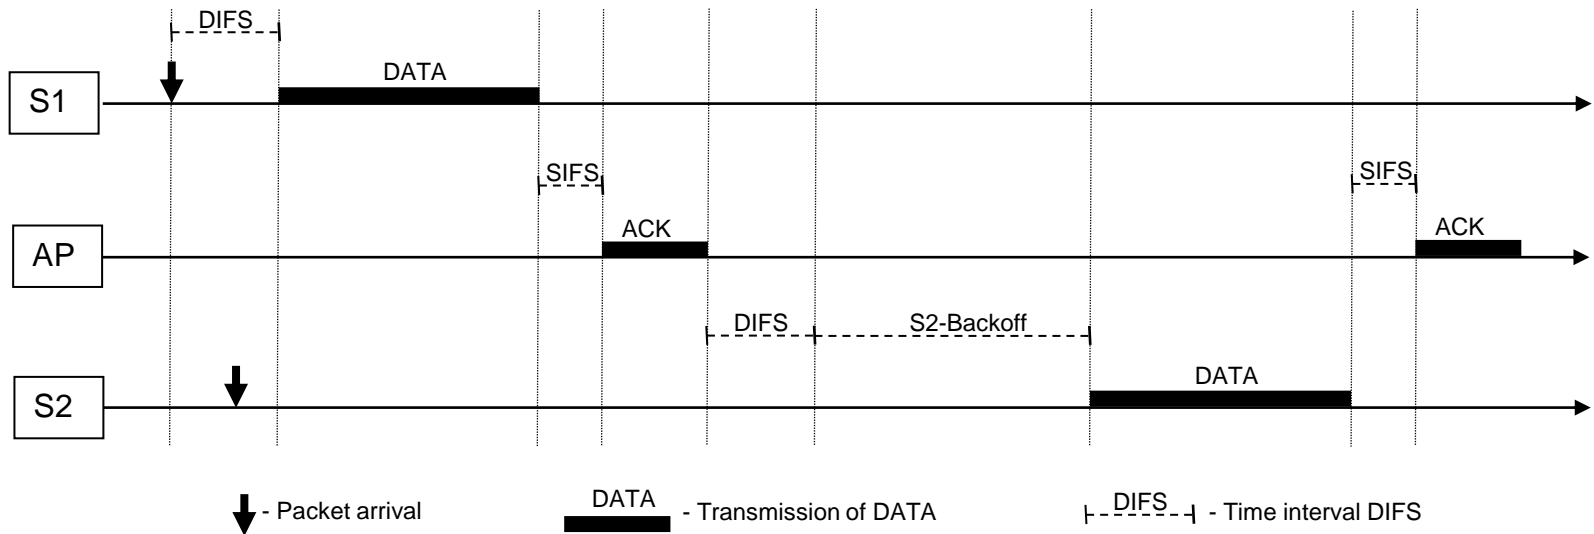 DIFS
DATA
S1
SIFS
SIFS
ACK
ACK
AP
DIFS
S2-Backoff
DATA
S2
DATA
DIFS
- Packet arrival
- Transmission of DATA
- Time interval DIFS